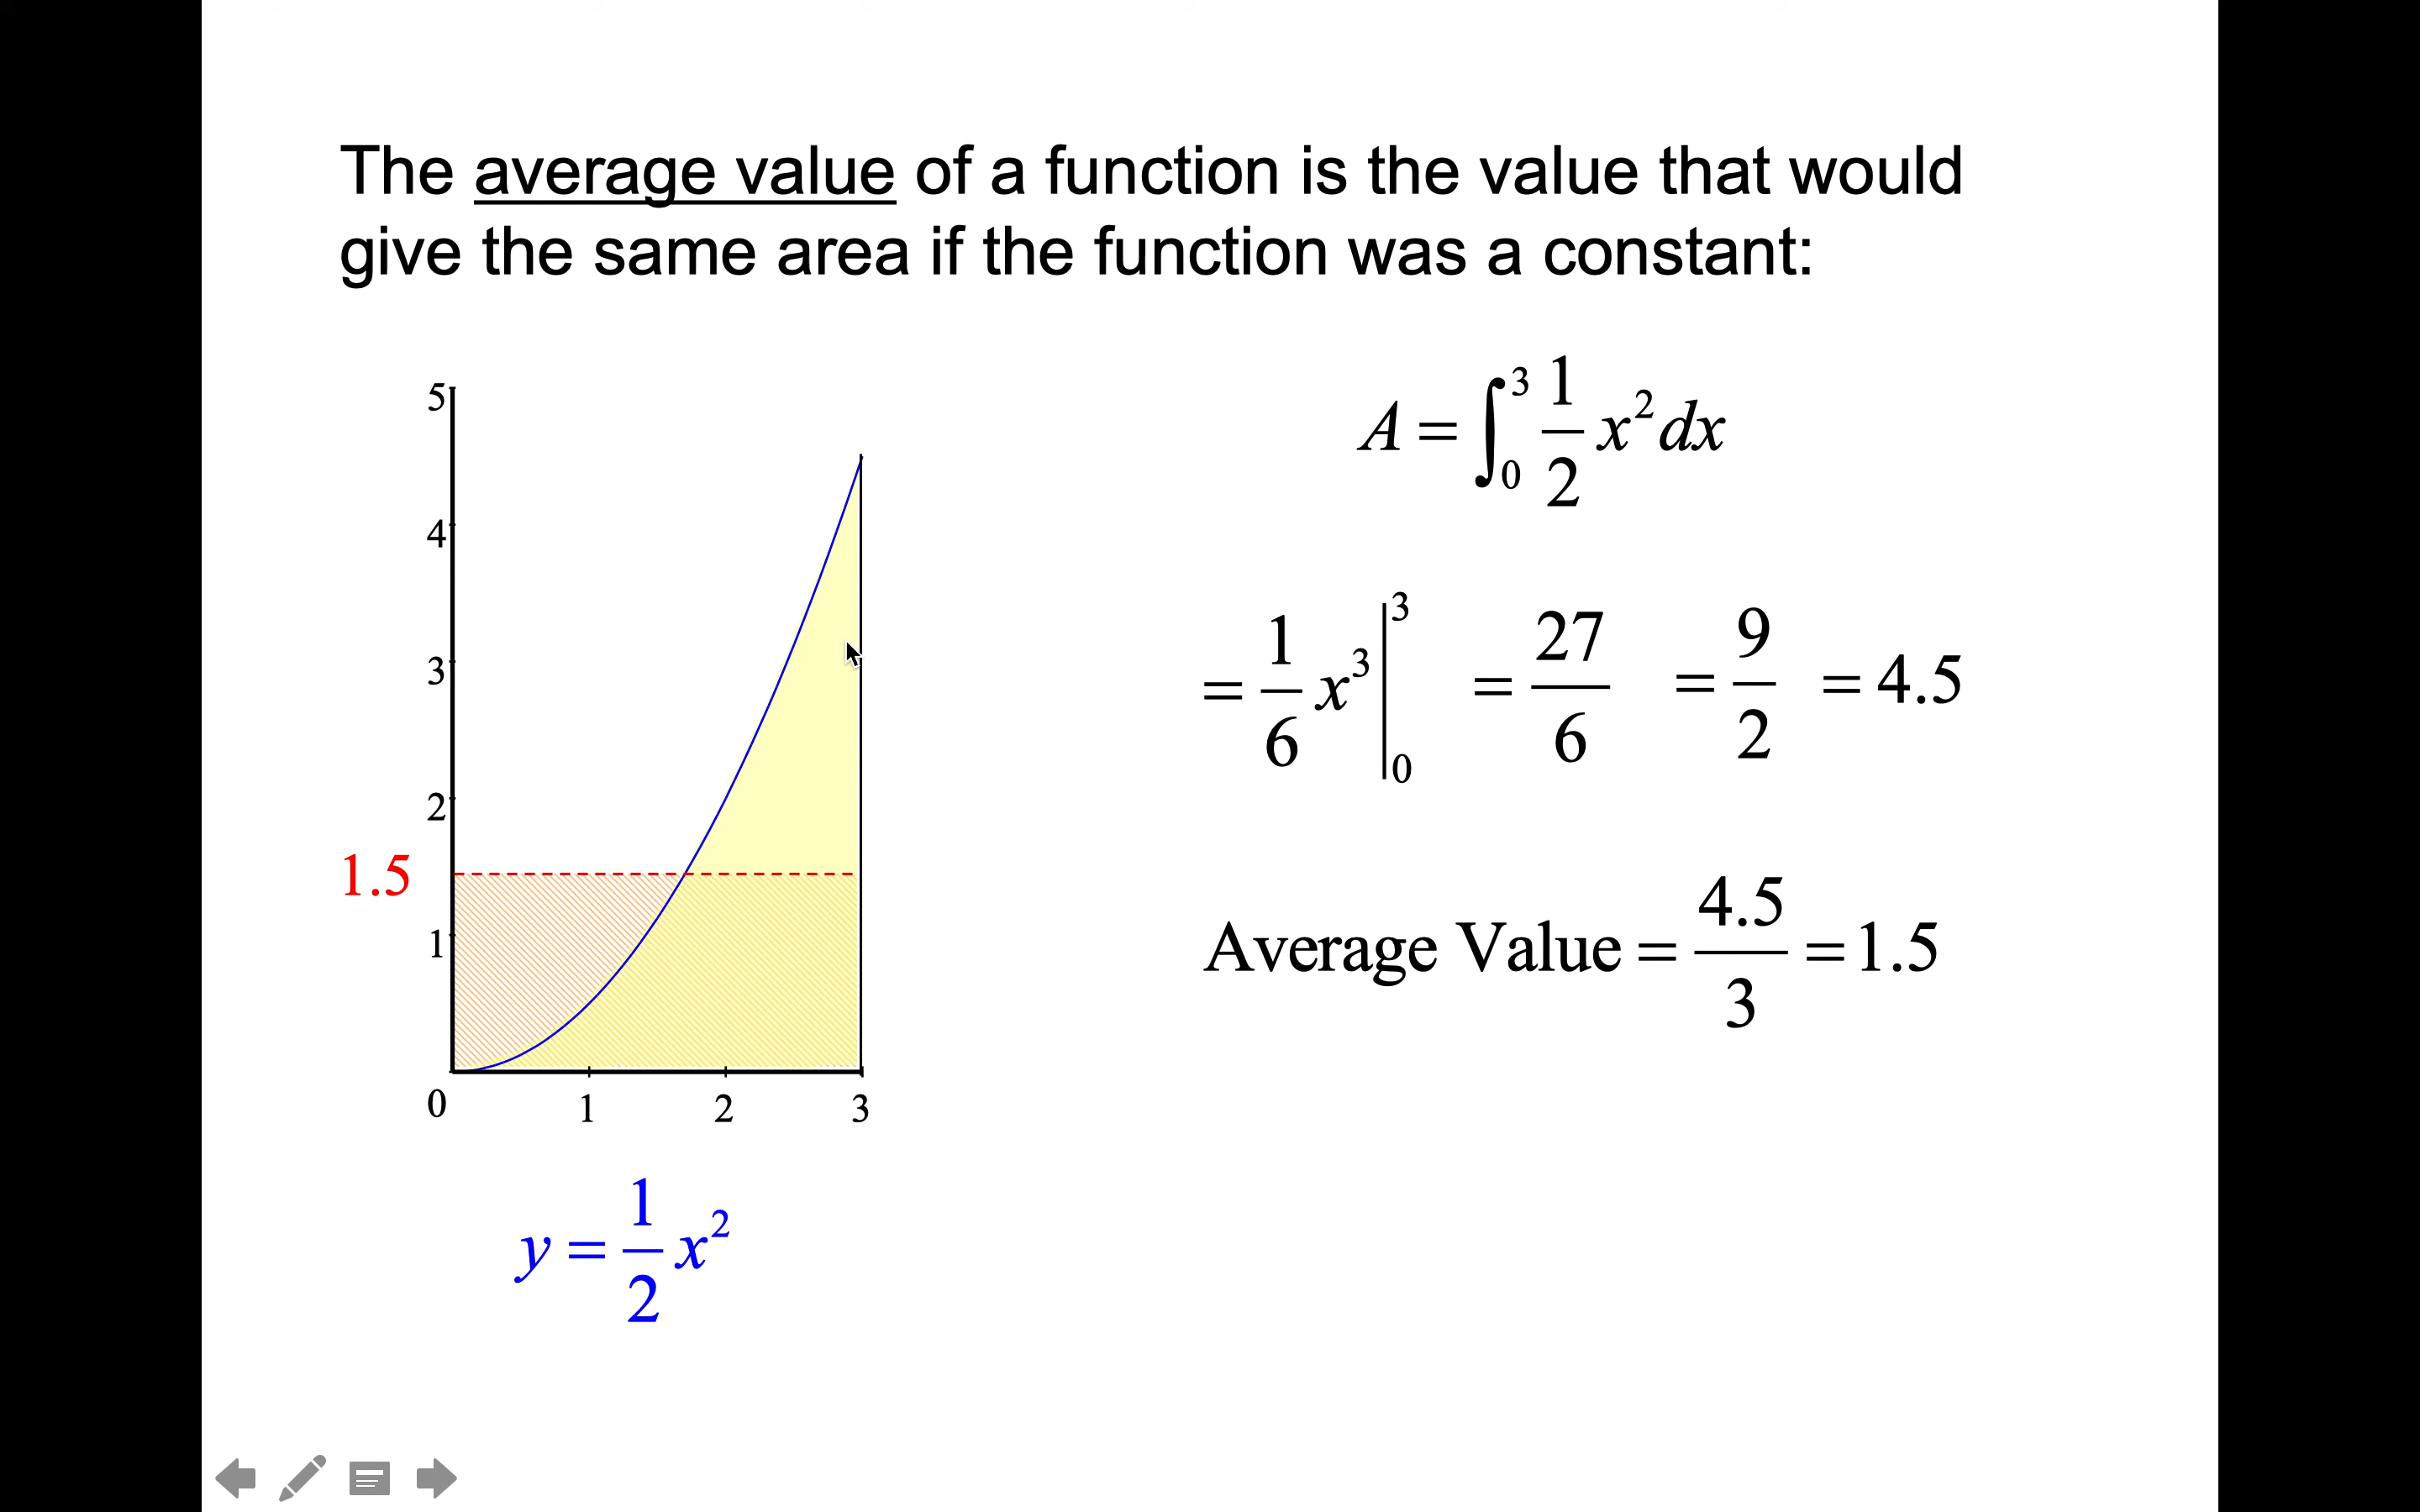 The average value of a function is the value that would
give the same area if the function was a constant:
5
4
3
2
1.5
1
0
1 2 3
y = 1/2 x²
A = ∫₀³ 1/2 x² dx
= 1/6 x³ |₀³ = 27/6 = 9/2 = 4.5
Average Value = 4.5/3 = 1.5